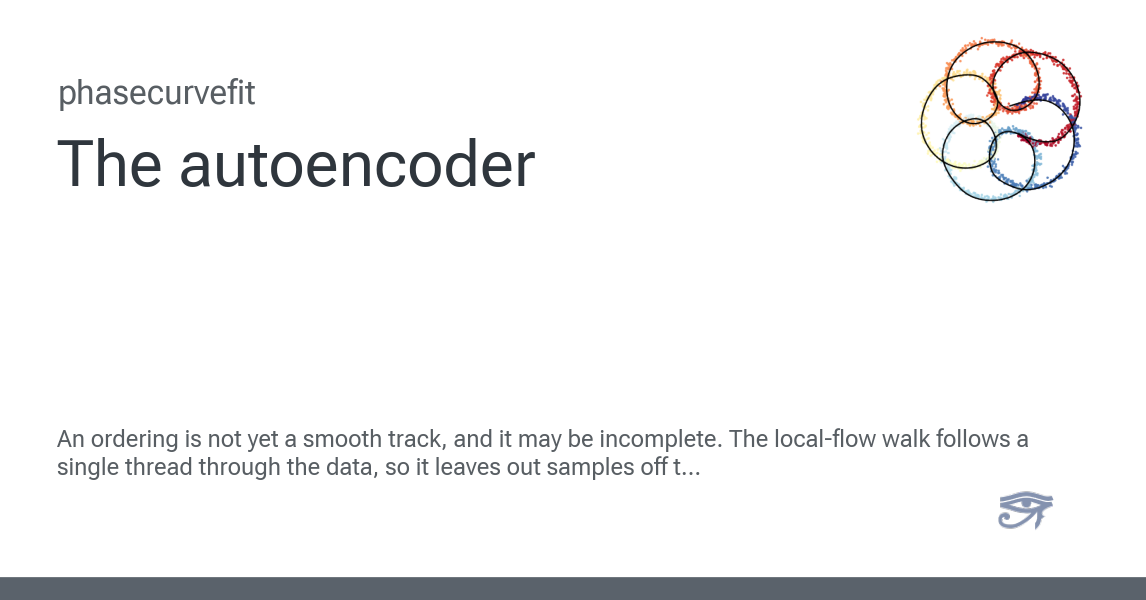 phasecurvefit
The autoencoder
An ordering is not yet a smooth track, and it may be incomplete. The local-flow walk follows a
single thread through the data, so it leaves out samples off t...